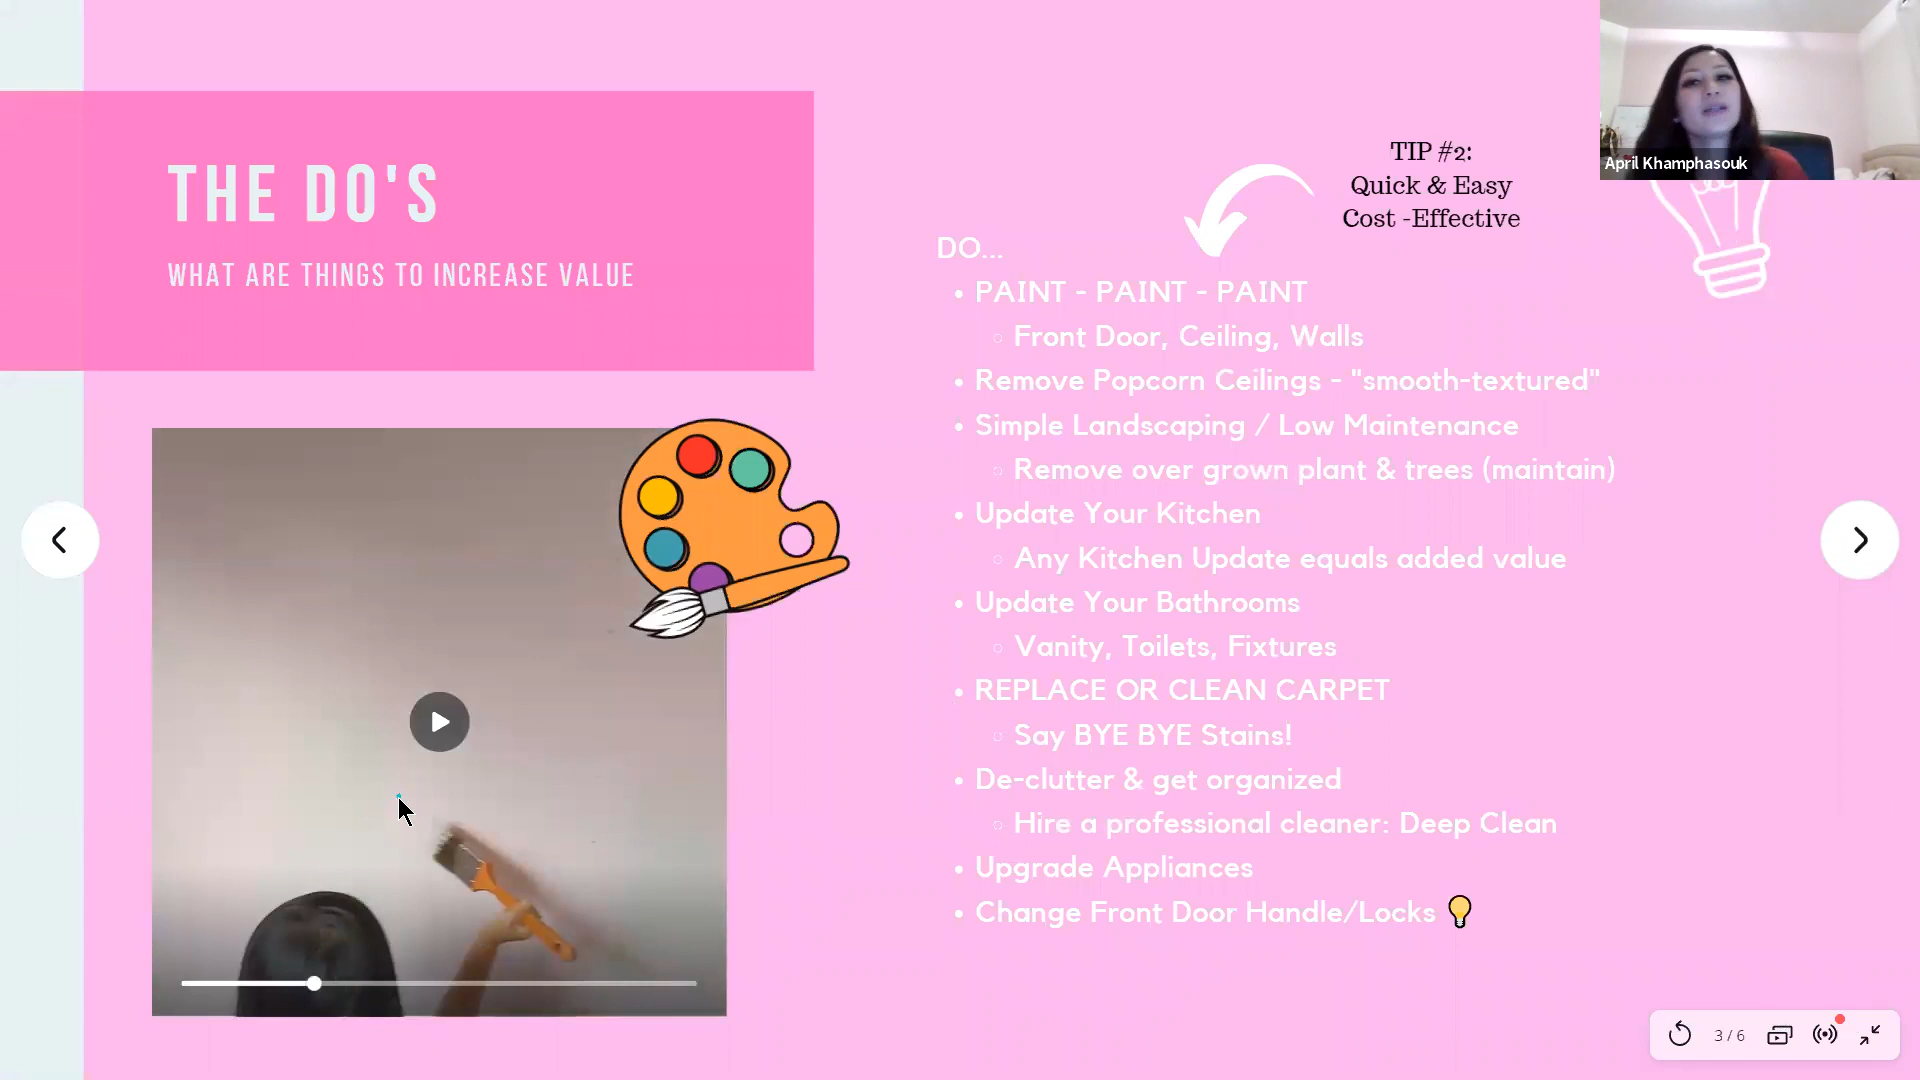 THE DO'S
WHAT ARE THINGS TO INCREASE VALUE
TIP #2:
Quick & Easy
Cost -Effective
April Khamphasouk
DO...
PAINT - PAINT - PAINT
Front Door, Ceiling, Walls
Remove Popcorn Ceilings - "smooth-textured"
Simple Landscaping / Low Maintenance
Remove over grown plant & trees (maintain)
Update Your Kitchen
Any Kitchen Update equals added value
Update Your Bathrooms
Vanity, Toilets, Fixtures
REPLACE OR CLEAN CARPET
Say BYE BYE Stains!
De-clutter & get organized
Hire a professional cleaner: Deep Clean
Upgrade Appliances
Change Front Door Handle/Locks
3 / 6